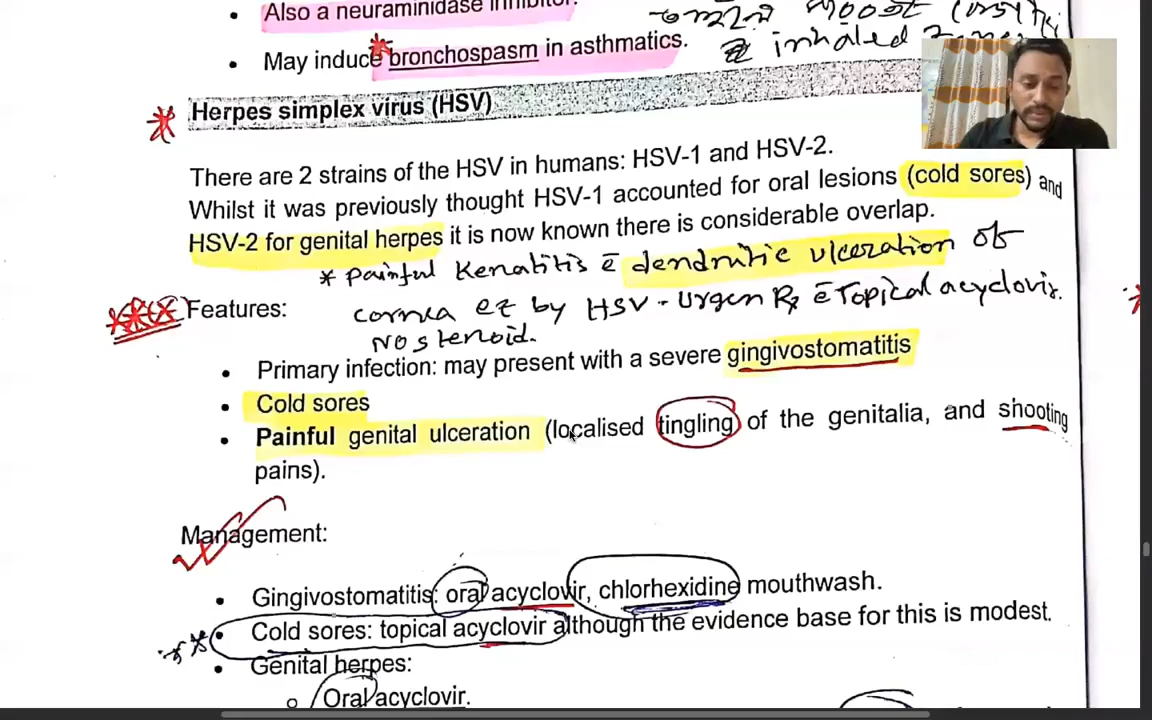 • Also a neuraminidase inhibitor.
• May induce bronchospasm in asthmatics.
inhaled
Herpes simplex virus (HSV)
There are 2 strains of the HSV in humans: HSV-1 and HSV-2.
Whilst it was previously thought HSV-1 accounted for oral lesions (cold sores) and
HSV-2 for genital herpes it is now known there is considerable overlap.
* Painful Keratitis c̄ dendritic ulceration of
cornea by HSV - Urgen Rx c̄ Topical acyclovir.
No steroid.
Features:
• Primary infection: may present with a severe gingivostomatitis
• Cold sores
• Painful genital ulceration (localised tingling of the genitalia, and shooting
pains).
Management:
• Gingivostomatitis: oral acyclovir, chlorhexidine mouthwash.
• Cold sores: topical acyclovir although the evidence base for this is modest.
• Genital herpes:
o Oral acyclovir.